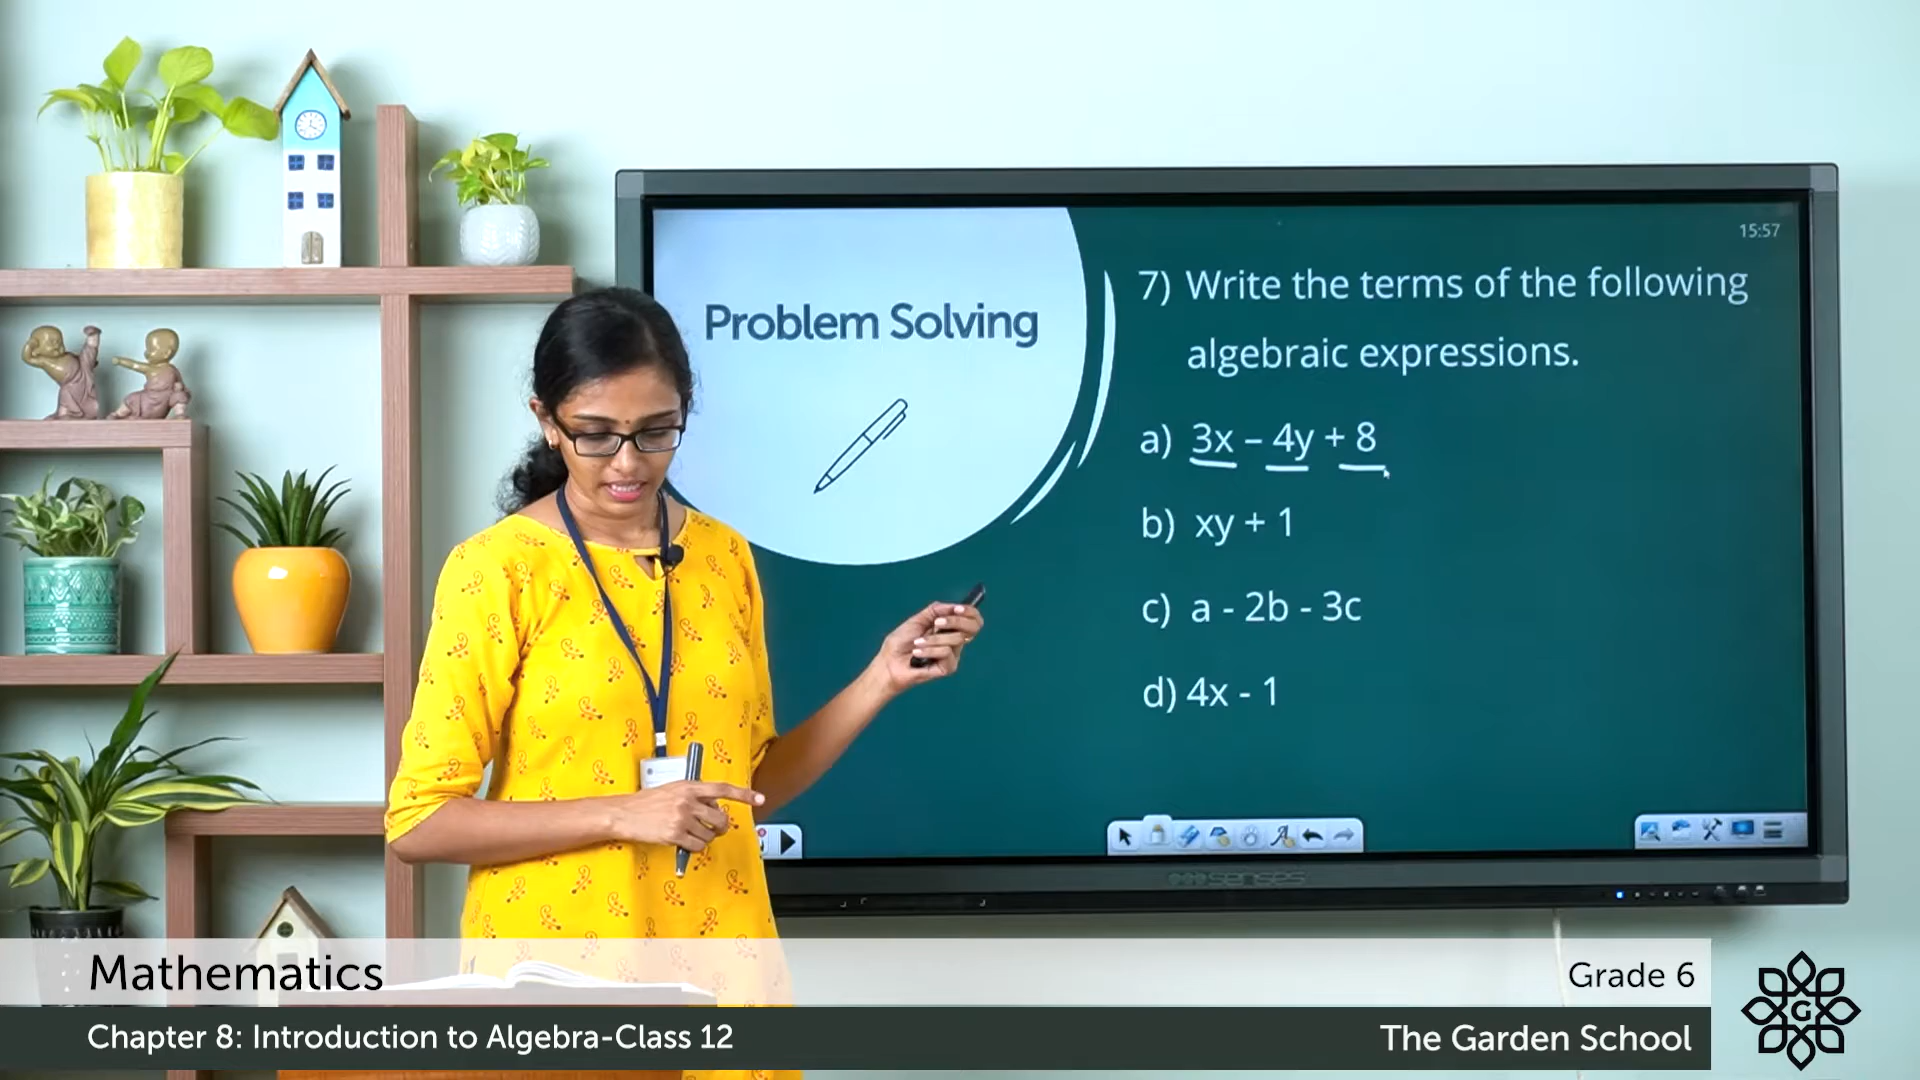 15:57
Problem Solving
7) Write the terms of the following
algebraic expressions.
a) 3x – 4y + 8
b) xy + 1
c) a - 2b - 3c
d) 4x - 1
senses
Mathematics
Grade 6
Chapter 8: Introduction to Algebra-Class 12
The Garden School
G